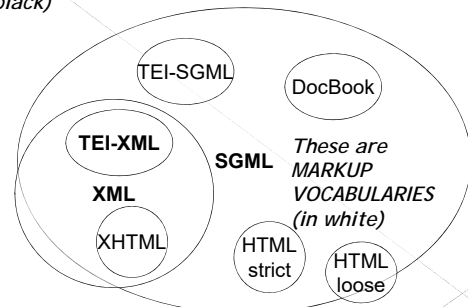 black)
TEI-SGML
DocBook
TEI-XML
SGML
These are
MARKUP
VOCABULARIES
(in white)
XML
XHTML
HTML
strict
HTML
loose